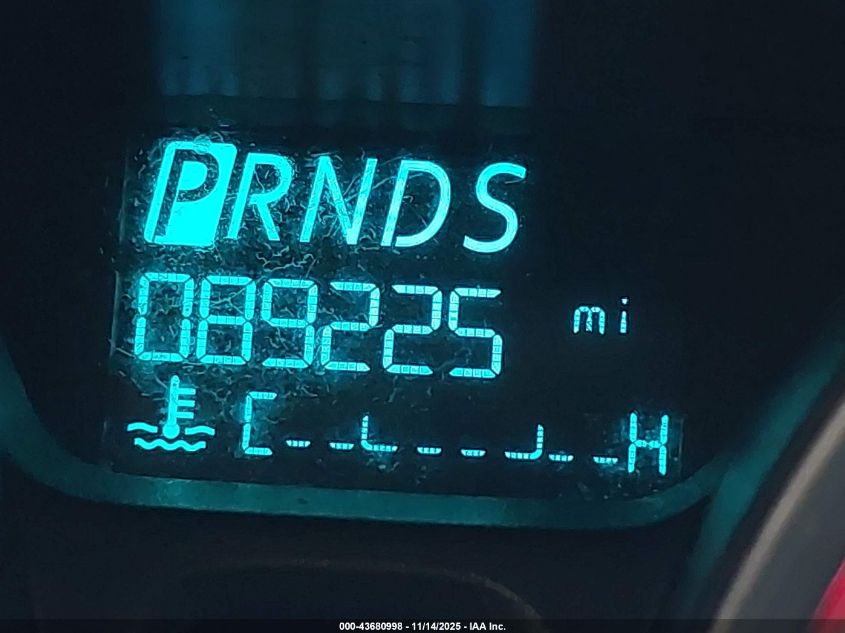 PRNDS
089225 mi
C H
000-43680998 - 11/14/2025 - IAA Inc.